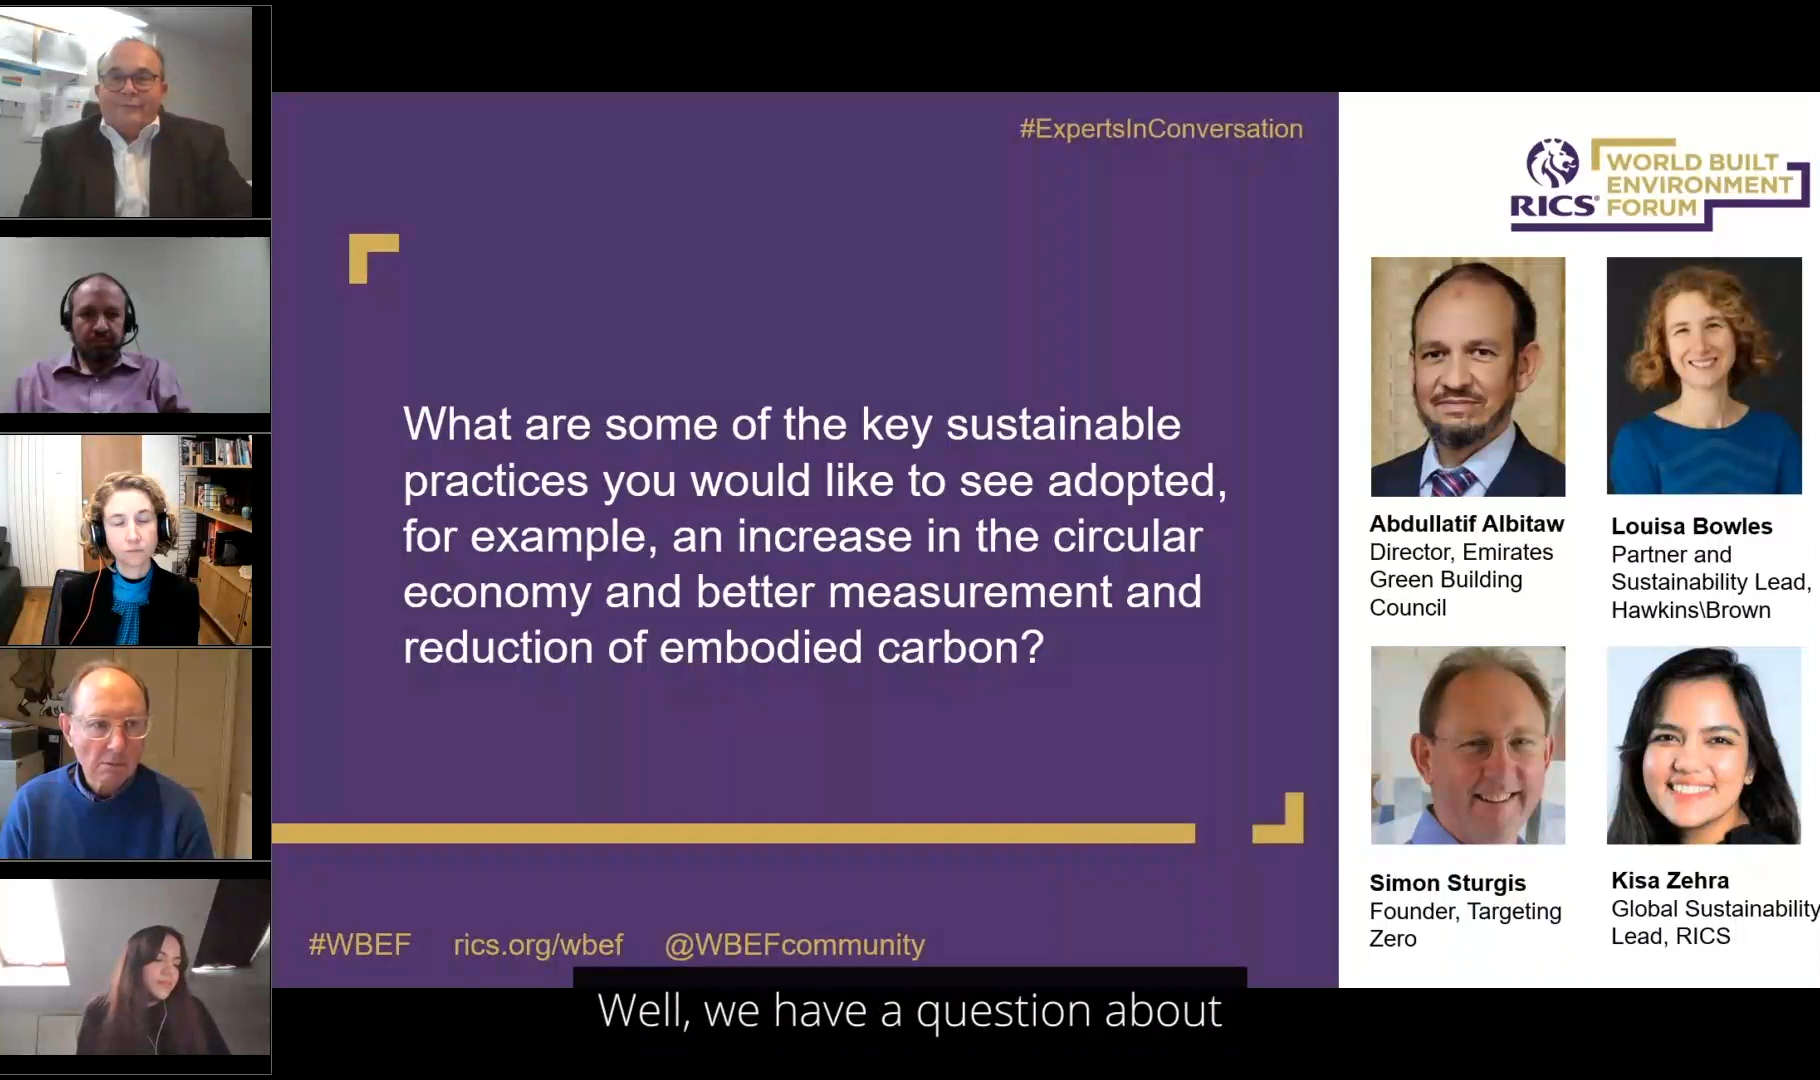 #ExpertsInConversation
What are some of the key sustainable
practices you would like to see adopted,
for example, an increase in the circular
economy and better measurement and
reduction of embodied carbon?
#WBEF rics.org/wbef @WBEFcommunity
RICS
WORLD BUILT
ENVIRONMENT
FORUM
Abdullatif Albitaw
Director, Emirates
Green Building
Council
Louisa Bowles
Partner and
Sustainability Lead,
Hawkins\Brown
Simon Sturgis
Founder, Targeting
Zero
Kisa Zehra
Global Sustainability
Lead, RICS
Well, we have a question about